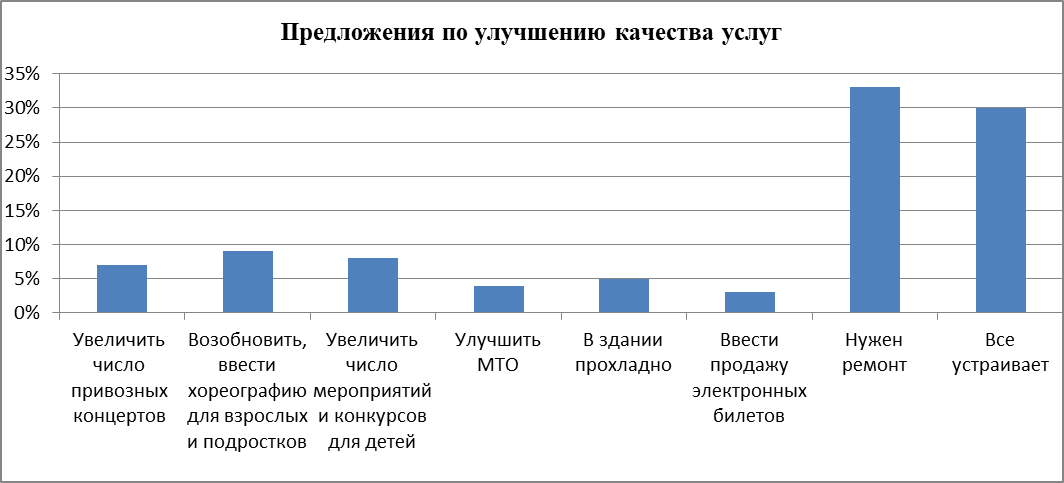 Предложения по улучшению качества услуг
35%
30%
25%
20%
15%
10%
5%
0%
Увеличить
число
привозных
концертов
Возобновить,
ввести
хореографию
для взрослых
и подростков
Увеличить
число
мероприятий
и конкурсов
для детей
Улучшить
МТО
В здании
прохладно
Ввести
продажу
электронных
билетов
Нужен
ремонт
Все
устраивает